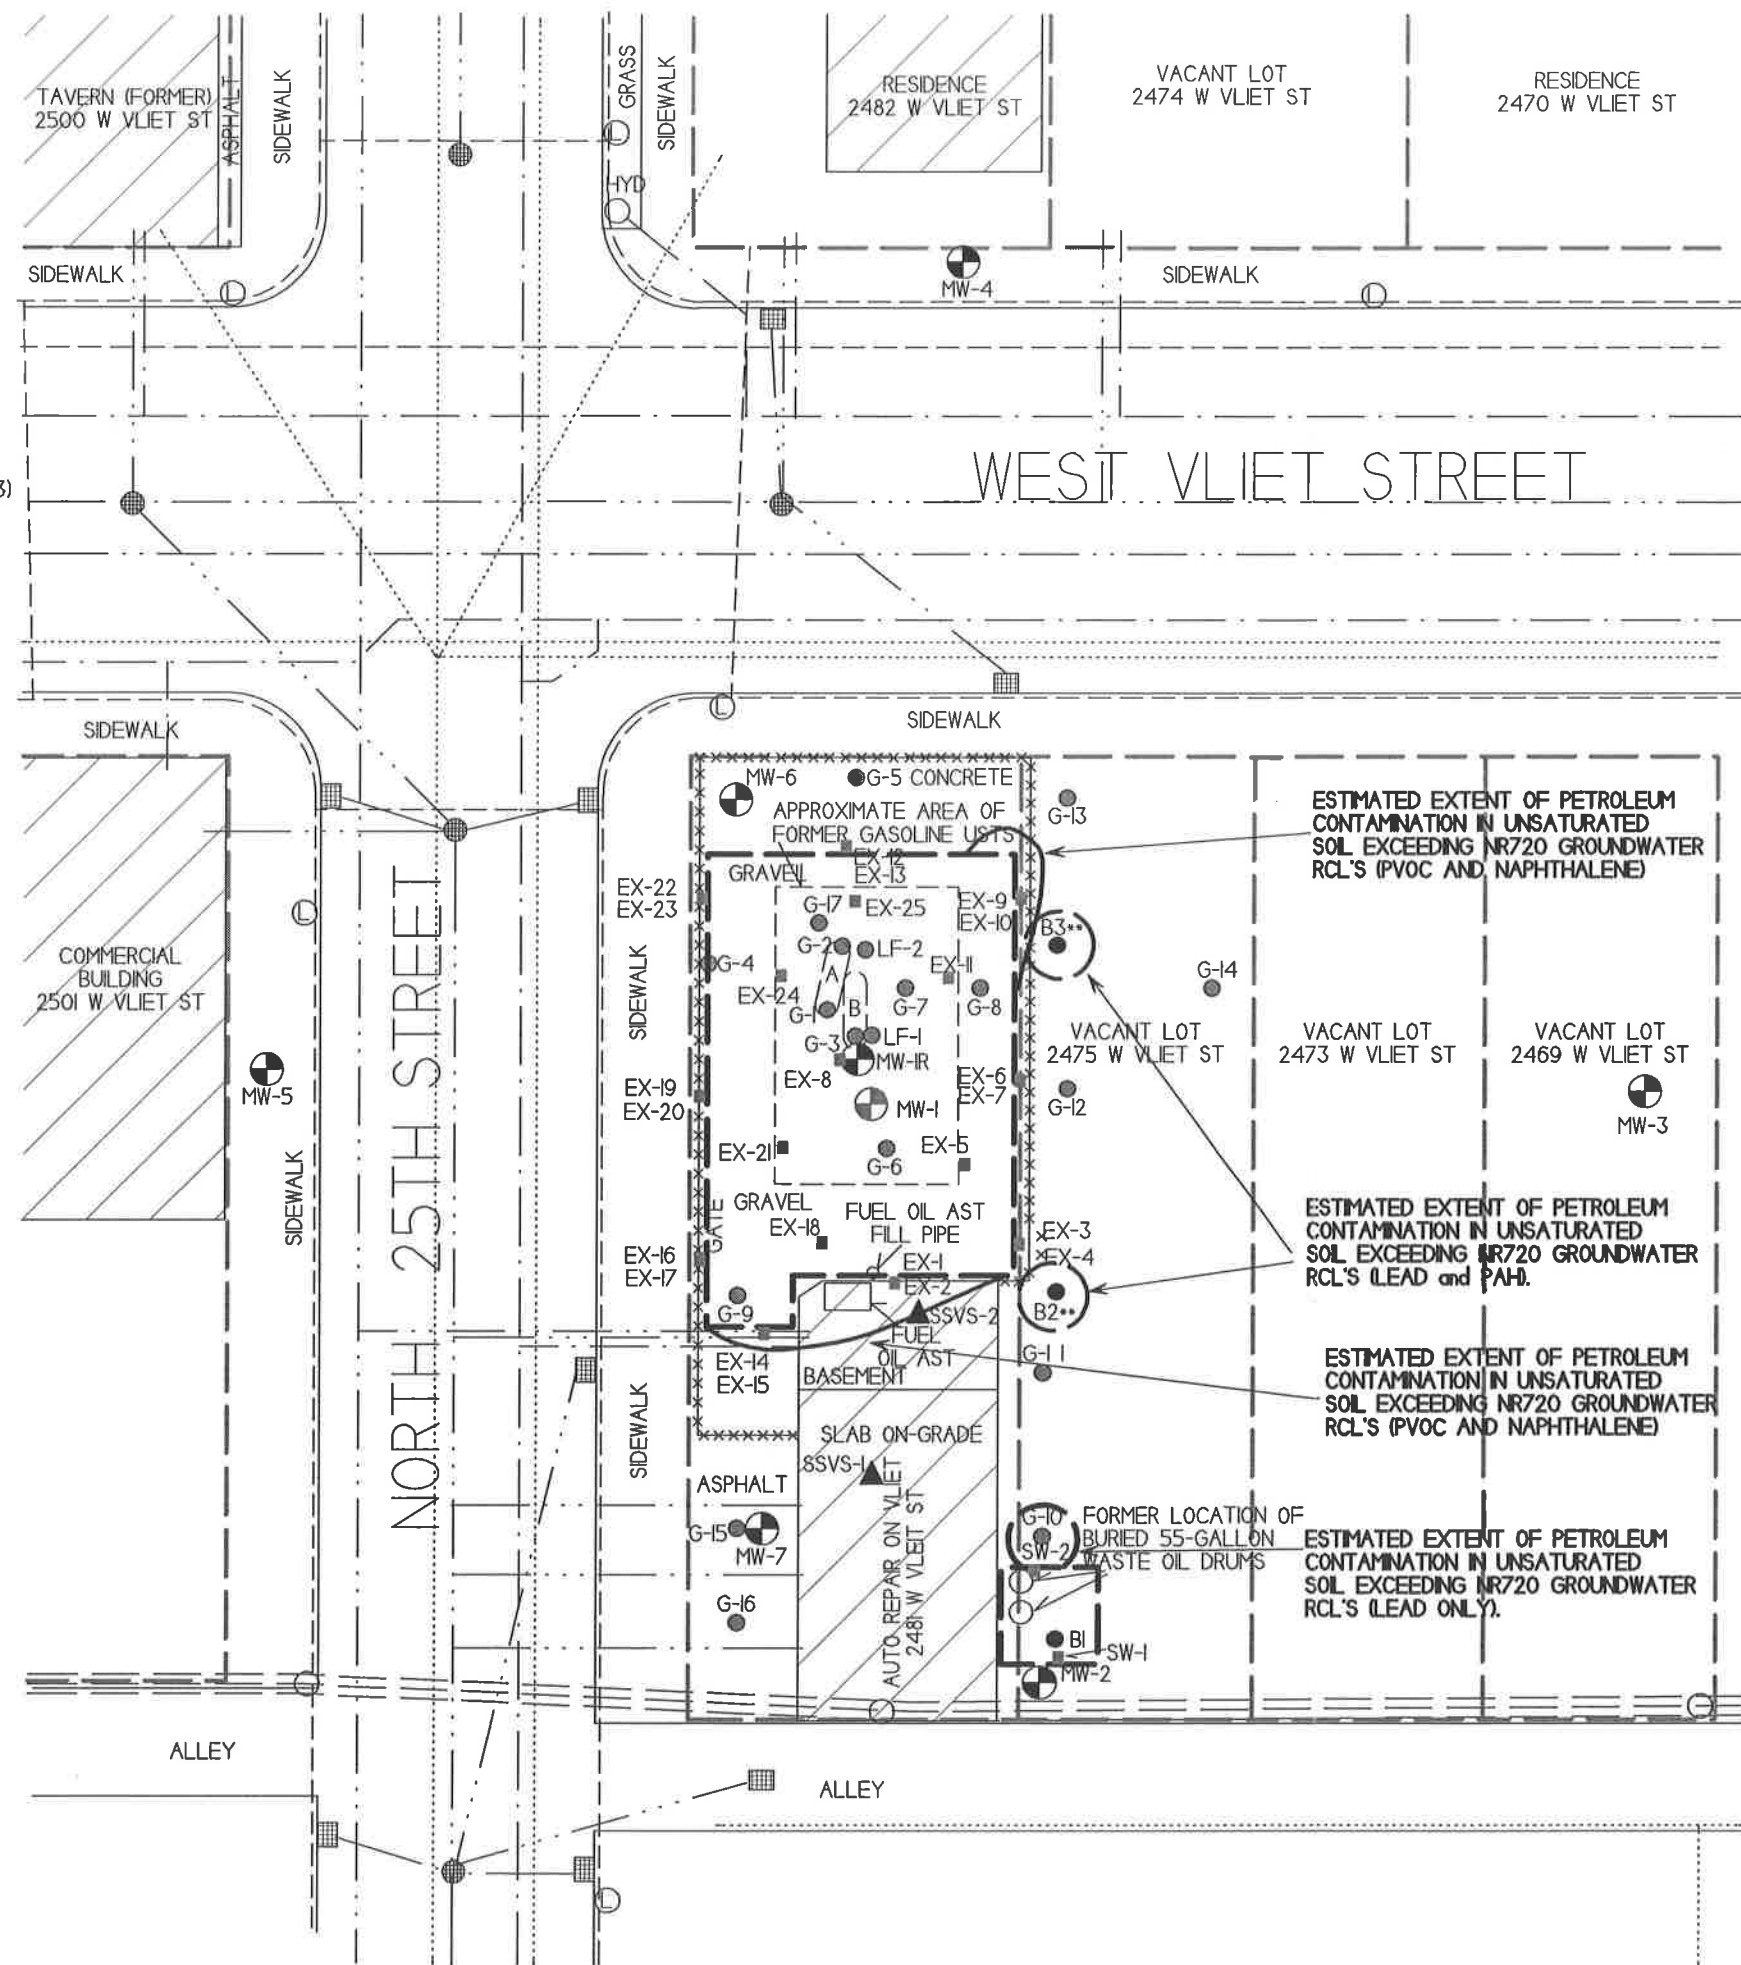 TAVERN (FORMER)
2500 W VLIET ST
ASPHALT
SIDEWALK
GRASS
SIDEWALK
HYD
RESIDENCE
2482 W VLIET ST
VACANT LOT
2474 W VLIET ST
RESIDENCE
2470 W VLIET ST
SIDEWALK
L
L
MW-4
SIDEWALK
L
3)
WEST VLIET STREET
SIDEWALK
L
SIDEWALK
MW-6
G-5 CONCRETE
APPROXIMATE AREA OF
FORMER GASOLINE USTS
G-13
ESTIMATED EXTENT OF PETROLEUM
CONTAMINATION IN UNSATURATED
SOIL EXCEEDING NR720 GROUNDWATER
RCL'S (PVOC AND NAPHTHALENE)
EX-12
EX-13
GRAVEL
EX-22
EX-23
G-17
EX-25
EX-9
EX-10
B3**
L
COMMERCIAL
BUILDING
2501 W VLIET ST
SIDEWALK
G-4
G-2
LF-2
A
EX-11
EX-24
G-1
B
G-7
G-8
G-14
G-3
LF-1
MW-1R
EX-8
VACANT LOT
2475 W VLIET ST
VACANT LOT
2473 W VLIET ST
VACANT LOT
2469 W VLIET ST
MW-5
EX-19
EX-20
MW-1
EX-6
EX-7
G-12
MW-3
NORTH 25TH STREET
SIDEWALK
EX-21
G-6
EX-5
GRAVEL
EX-18
GATE
FUEL OIL AST
FILL PIPE
EX-3
EX-4
ESTIMATED EXTENT OF PETROLEUM
CONTAMINATION IN UNSATURATED
SOIL EXCEEDING NR720 GROUNDWATER
RCL'S (LEAD and PAH).
EX-16
EX-17
EX-1
EX-2
G-9
SSVS-2
B2**
FUEL
OIL AST
G-11
EX-14
EX-15
BASEMENT
ESTIMATED EXTENT OF PETROLEUM
CONTAMINATION IN UNSATURATED
SOIL EXCEEDING NR720 GROUNDWATER
RCL'S (PVOC AND NAPHTHALENE)
SIDEWALK
SLAB ON-GRADE
SSVS-1
ASPHALT
G-15
MW-7
AUTO REPAIR ON VLIET
2481 W VLEIT ST
G-10
SW-2
FORMER LOCATION OF
BURIED 55-GALLON
WASTE OIL DRUMS
ESTIMATED EXTENT OF PETROLEUM
CONTAMINATION IN UNSATURATED
SOIL EXCEEDING NR720 GROUNDWATER
RCL'S (LEAD ONLY).
G-16
B1
SW-1
MW-2
ALLEY
ALLEY
L